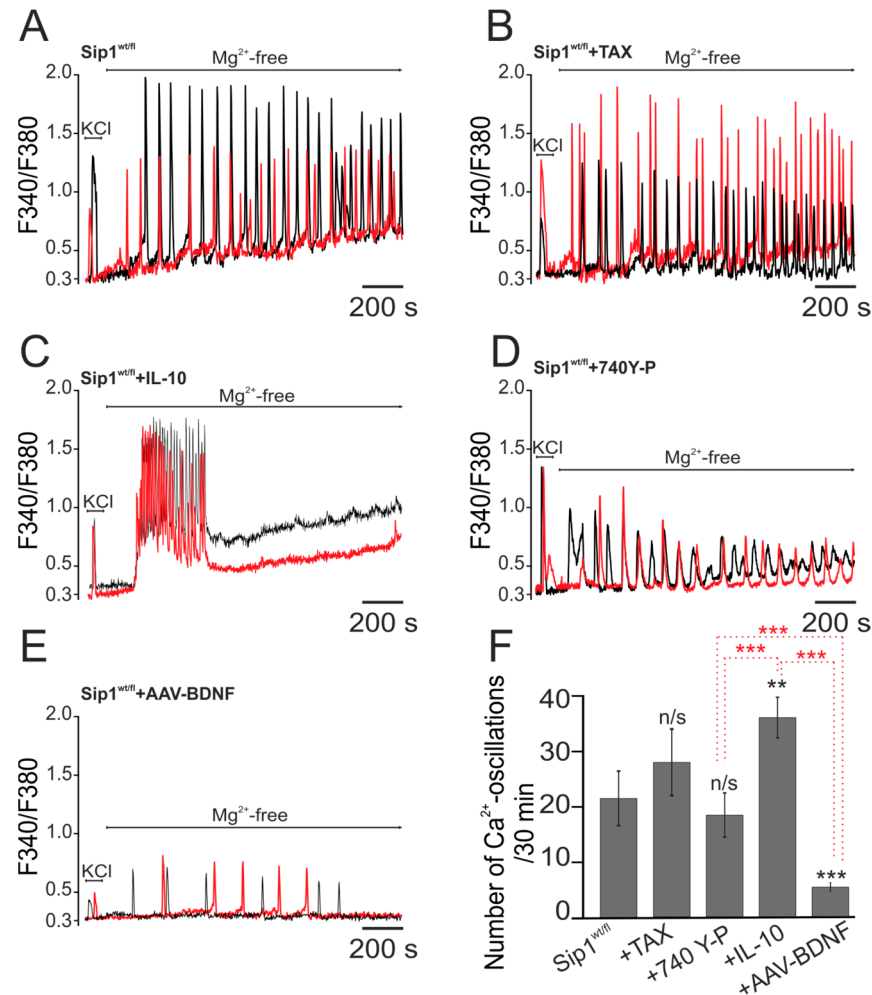 A
Sip1wt/fl
Mg2+-free
KCl
F340/F380
2.0
1.5
1.0
0.5
0.3
200 s
B
Sip1wt/fl+TAX
Mg2+-free
KCl
F340/F380
2.0
1.5
1.0
0.5
0.3
200 s
C
Sip1wt/fl+IL-10
Mg2+-free
KCl
F340/F380
2.0
1.5
1.0
0.5
0.3
200 s
D
Sip1wt/fl+740Y-P
KCl
Mg2+-free
F340/F380
2.0
1.5
1.0
0.5
0.3
200 s
E
Sip1wt/fl+AAV-BDNF
Mg2+-free
KCl
F340/F380
2.0
1.5
1.0
0.5
0.3
200 s
F
***
*** ***
**
n/s
n/s
***
Number of Ca2+-oscillations
/30 min
40
30
20
10
0
Sip1wt/fl
+TAX
+740 Y-P
+IL-10
+AAV-BDNF